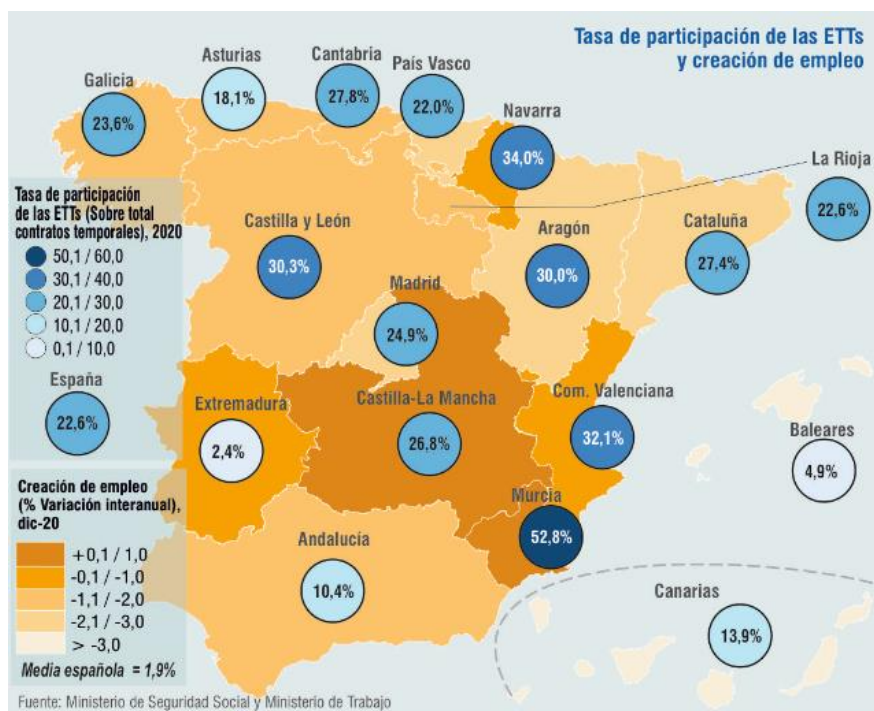 Tasa de participación de las ETTs
y creación de empleo
Asturias
18,1%
Cantabria
27,8%
País Vasco
22,0%
Galicia
23,6%
Navarra
34,0%
La Rioja
22,6%
Tasa de participación
de las ETTs (Sobre total
contratos temporales), 2020
50,1 / 60,0
30,1 / 40,0
20,1 / 30,0
10,1 / 20,0
0,1 / 10,0
Castilla y León
30,3%
Aragón
30,0%
Cataluña
27,4%
Madrid
24,9%
España
22,6%
Extremadura
2,4%
Castilla-La Mancha
26,8%
Com. Valenciana
32,1%
Baleares
4,9%
Creación de empleo
(% Variación interanual),
dic-20
+0,1 / 1,0
-0,1 / -1,0
-1,1 / -2,0
-2,1 / -3,0
> -3,0
Media española = 1,9%
Murcia
52,8%
Andalucía
10,4%
Canarias
13,9%
Fuente: Ministerio de Seguridad Social y Ministerio de Trabajo